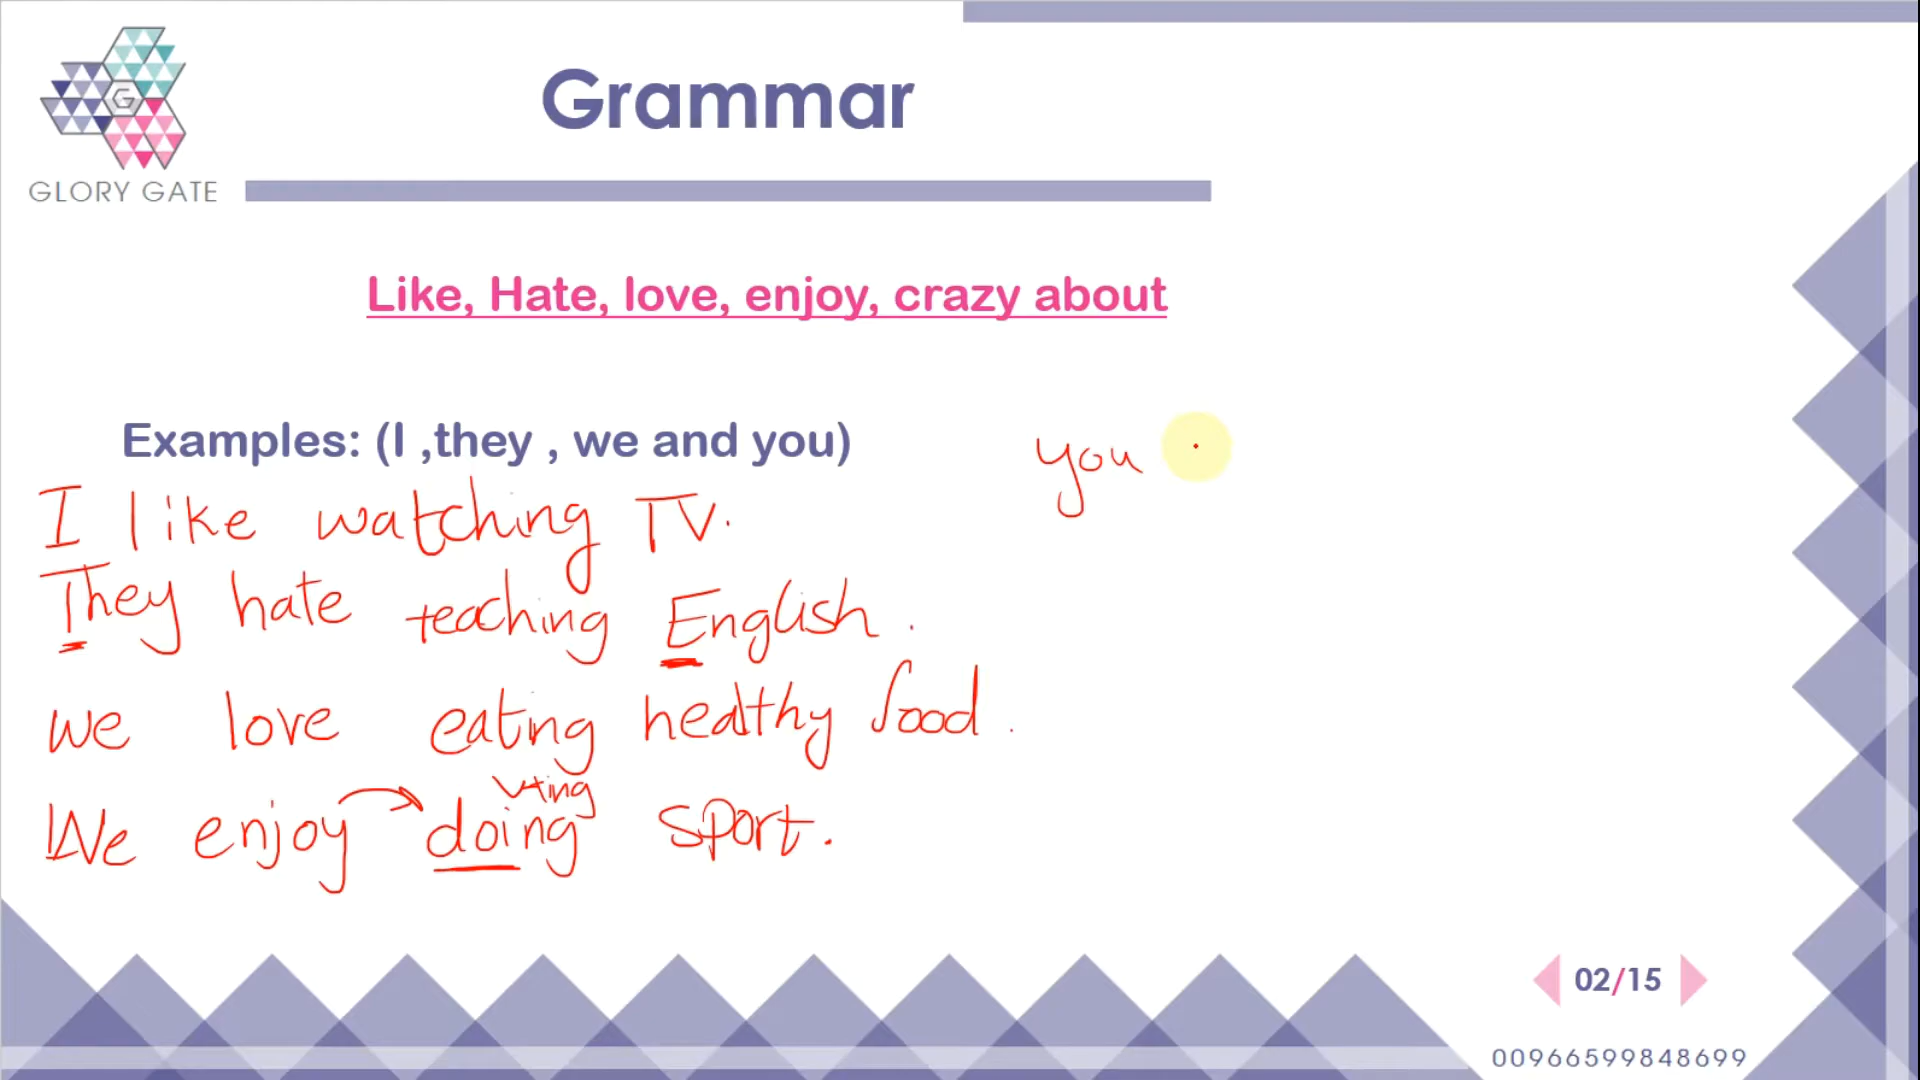 Grammar
GLORY GATE
Like, Hate, love, enjoy, crazy about
Examples: (I ,they , we and you)
you
I like watching TV.
They hate teaching English.
we love eating healthy food.
v+ing
We enjoy doing sport.
02/15
00966599848699